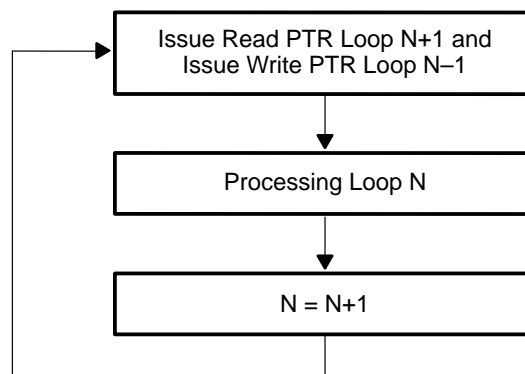 Issue Read PTR Loop N+1 and
Issue Write PTR Loop N–1
Processing Loop N
N = N+1